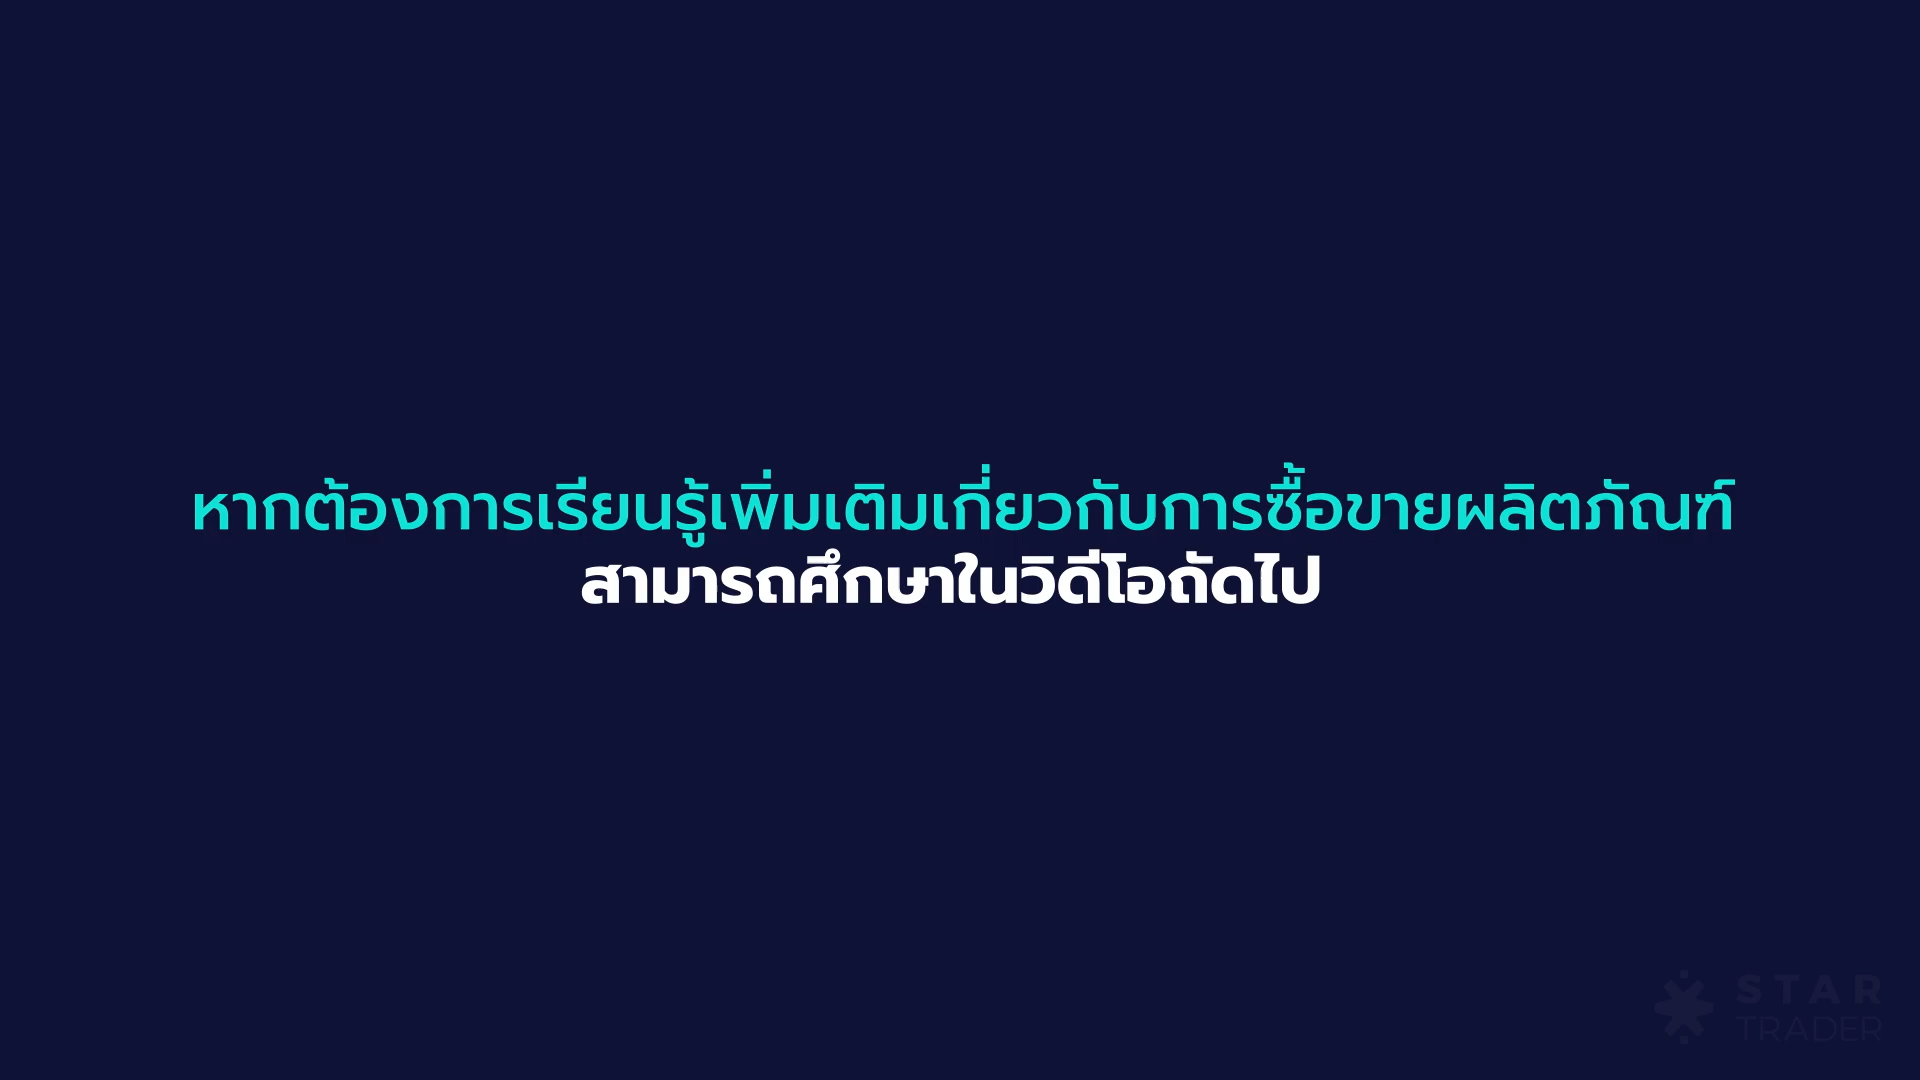 หากต้องการเรียนรู้เพิ่มเติมเกี่ยวกับการซื้อขายผลิตภัณฑ์
สามารถศึกษาในวิดีโอถัดไป
STAR
TRADER